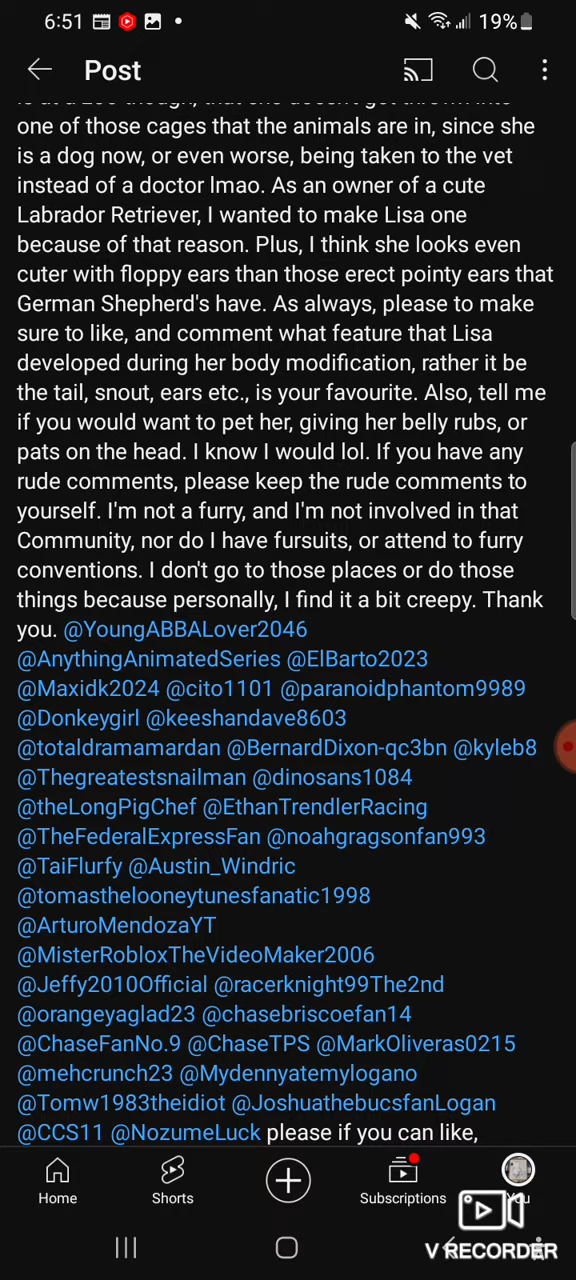 6:51
19%
Post
is at a zoo though, that she doesn't get thrown into
one of those cages that the animals are in, since she
is a dog now, or even worse, being taken to the vet
instead of a doctor lmao. As an owner of a cute
Labrador Retriever, I wanted to make Lisa one
because of that reason. Plus, I think she looks even
cuter with floppy ears than those erect pointy ears that
German Shepherd's have. As always, please to make
sure to like, and comment what feature that Lisa
developed during her body modification, rather it be
the tail, snout, ears etc., is your favourite. Also, tell me
if you would want to pet her, giving her belly rubs, or
pats on the head. I know I would lol. If you have any
rude comments, please keep the rude comments to
yourself. I'm not a furry, and I'm not involved in that
Community, nor do I have fursuits, or attend to furry
conventions. I don't go to those places or do those
things because personally, I find it a bit creepy. Thank
you. @YoungABBALover2046
@AnythingAnimatedSeries @ElBarto2023
@Maxidk2024 @cito1101 @paranoidphantom9989
@Donkeygirl @keeshandave8603
@totaldramamardan @BernardDixon-qc3bn @kyleb8
@Thegreatestsnailman @dinosans1084
@theLongPigChef @EthanTrendlerRacing
@TheFederalExpressFan @noahgragsonfan993
@TaiFlurfy @Austin_Windric
@tomasthelooneytunesfanatic1998
@ArturoMendozaYT
@MisterRobloxTheVideoMaker2006
@Jeffy2010Official @racerknight99The2nd
@orangeyaglad23 @chasebriscoefan14
@ChaseFanNo.9 @ChaseTPS @MarkOliveras0215
@mehcrunch23 @Mydennyatemylogano
@Tomw1983theidiot @JoshuathebucsfanLogan
@CCS11 @NozumeLuck please if you can like,
Home
Shorts
Subscriptions
You
V RECORDER